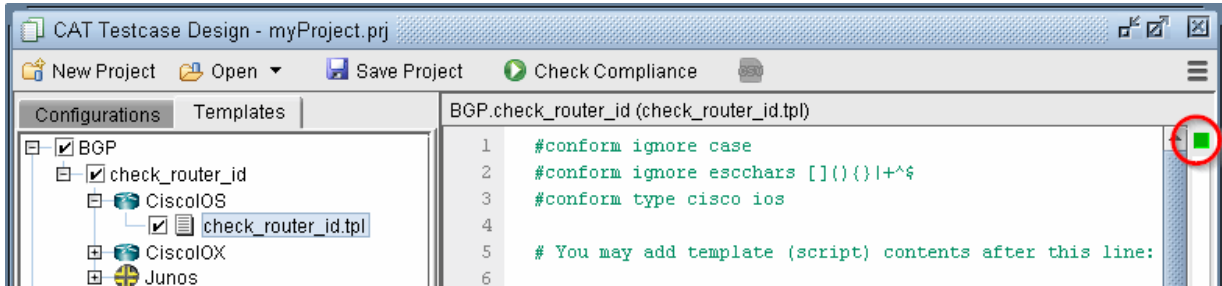 CAT Testcase Design - myProject.prj
New Project Open Save Project Check Compliance CSV
Configurations Templates BGP.check_router_id (check_router_id.tpl)
BGP
check_router_id
CiscoIOS
check_router_id.tpl
CiscoIOX
Junos
1 #conform ignore case
2 #conform ignore escchars [](){}|+^$
3 #conform type cisco ios
4
5 # You may add template (script) contents after this line:
6